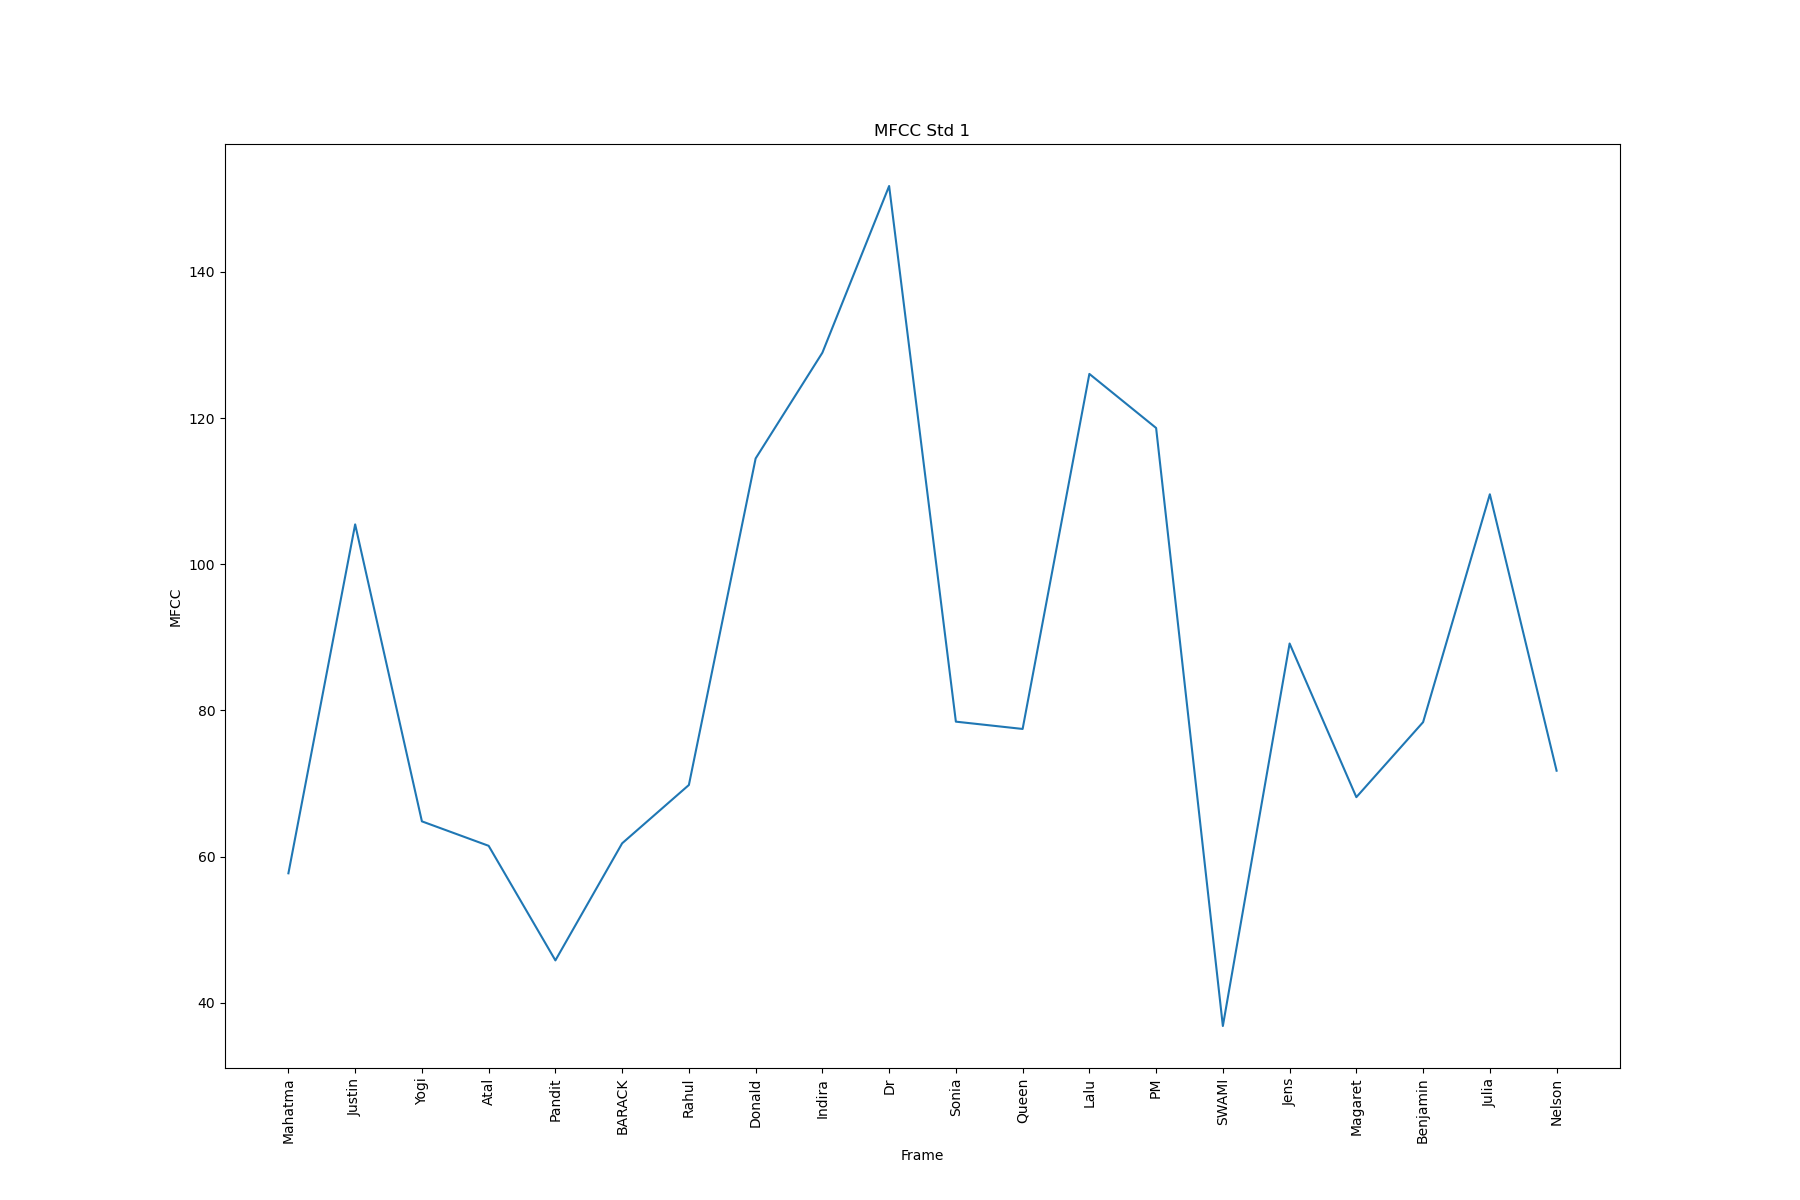 MFCC Std 1
140
120
100
80
60
40
MFCC
Mahatma
Justin
Yogi
Atal
Pandit
BARACK
Rahul
Donald
Indira
Dr
Sonia
Queen
Lalu
PM
SWAMI
Jens
Magaret
Benjamin
Julia
Nelson
Frame